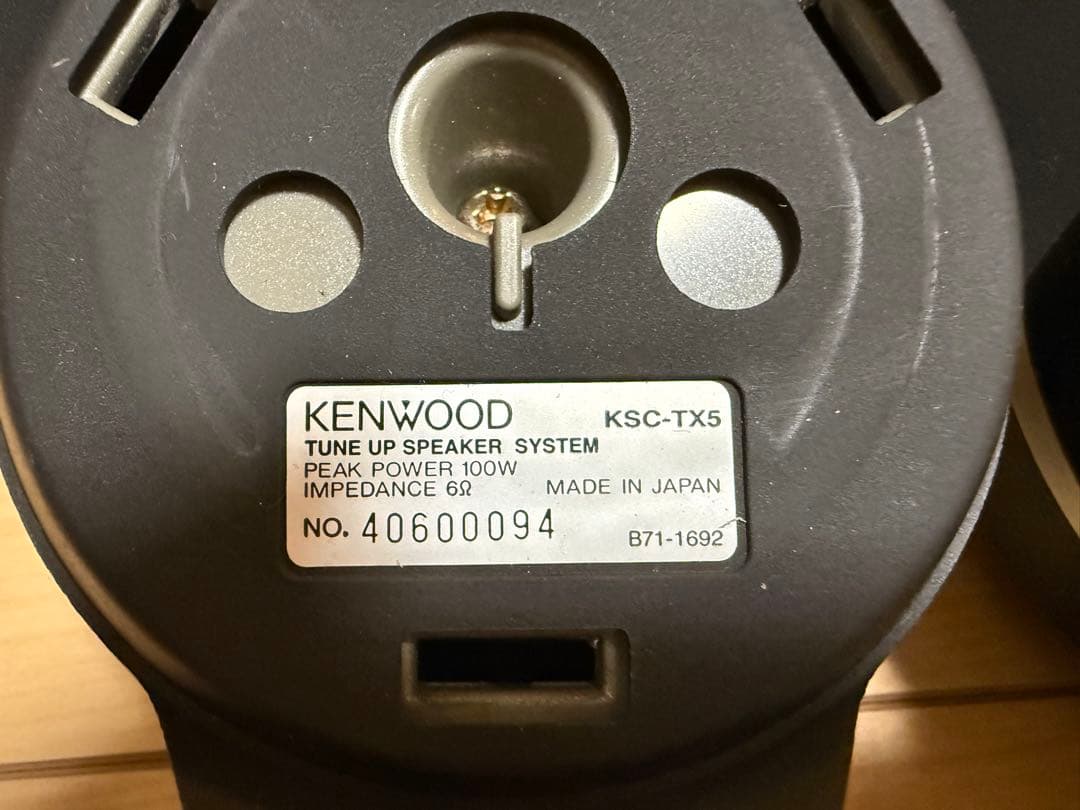 KENWOOD KSC-TX5
TUNE UP SPEAKER SYSTEM
PEAK POWER 100W
IMPEDANCE 6Ω MADE IN JAPAN
NO. 40600094 B71-1692